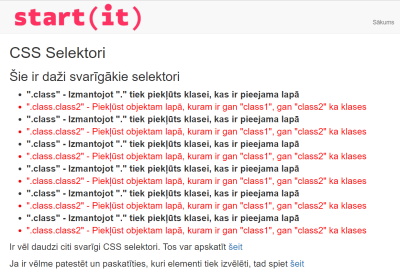 start(it)
Sākums
CSS Selektori
Šie ir daži svarīgākie selektori
".class" - Izmantojot "." tiek piekļūts klasei, kas ir pieejama lapā
".class.class2" - Piekļūst objektam lapā, kuram ir gan "class1", gan "class2" ka klases
".class" - Izmantojot "." tiek piekļūts klasei, kas ir pieejama lapā
".class.class2" - Piekļūst objektam lapā, kuram ir gan "class1", gan "class2" ka klases
".class" - Izmantojot "." tiek piekļūts klasei, kas ir pieejama lapā
".class.class2" - Piekļūst objektam lapā, kuram ir gan "class1", gan "class2" ka klases
".class" - Izmantojot "." tiek piekļūts klasei, kas ir pieejama lapā
".class.class2" - Piekļūst objektam lapā, kuram ir gan "class1", gan "class2" ka klases
".class" - Izmantojot "." tiek piekļūts klasei, kas ir pieejama lapā
".class.class2" - Piekļūst objektam lapā, kuram ir gan "class1", gan "class2" ka klases
".class" - Izmantojot "." tiek piekļūts klasei, kas ir pieejama lapā
".class.class2" - Piekļūst objektam lapā, kuram ir gan "class1", gan "class2" ka klases
Ir vēl daudzi citi svarīgi CSS selektori. Tos var apskatīt šeit
Ja ir vēlme patestēt un paskatīties, kuri elementi tiek izvēlēti, tad spiet šeit